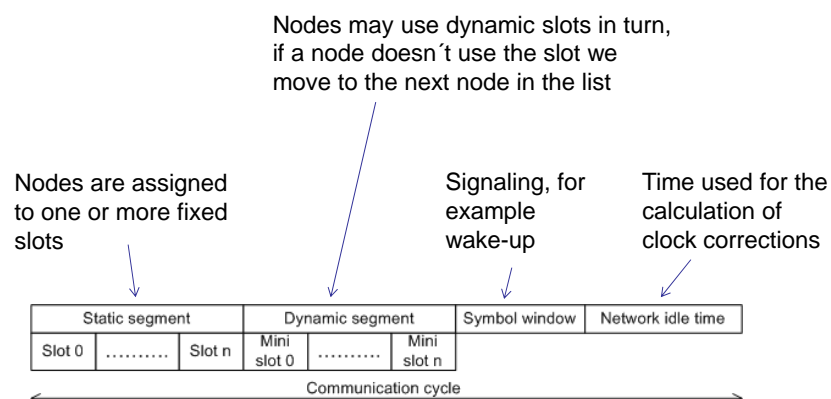 Nodes may use dynamic slots in turn,
if a node doesn´t use the slot we
move to the next node in the list
Nodes are assigned
to one or more fixed
slots
Signaling, for
example
wake-up
Time used for the
calculation of
clock corrections
Static segment
Dynamic segment
Symbol window
Network idle time
Slot 0
..........
Slot n
Mini
slot 0
..........
Mini
slot n
Communication cycle